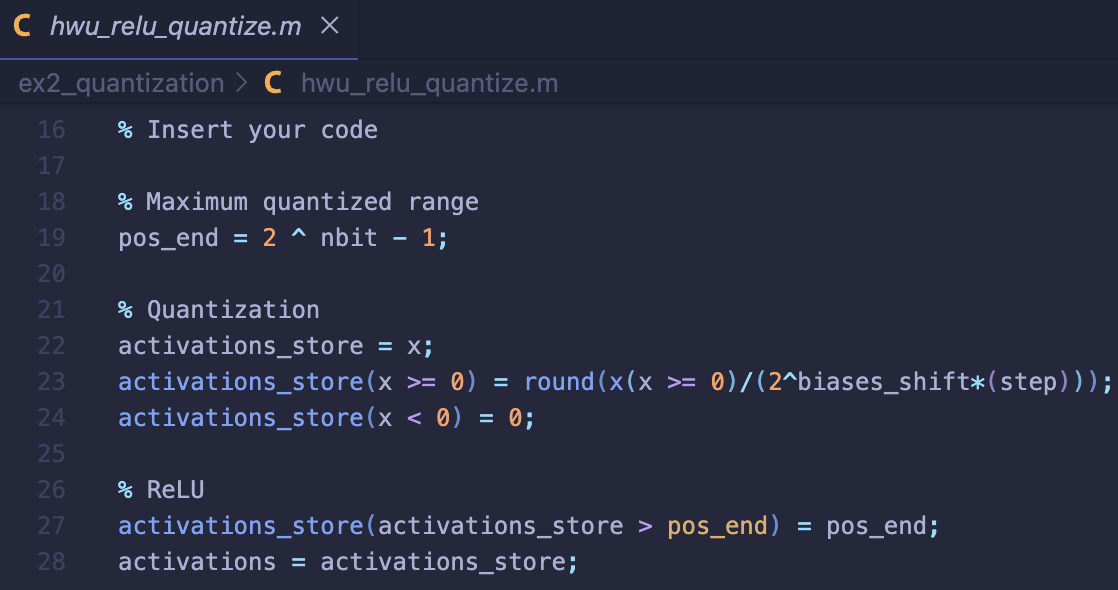 C hwu_relu_quantize.m ×
ex2_quantization > C hwu_relu_quantize.m
16 % Insert your code
17
18 % Maximum quantized range
19 pos_end = 2 ^ nbit - 1;
20
21 % Quantization
22 activations_store = x;
23 activations_store(x >= 0) = round(x(x >= 0)/(2^biases_shift*(step)));
24 activations_store(x < 0) = 0;
25
26 % ReLU
27 activations_store(activations_store > pos_end) = pos_end;
28 activations = activations_store;